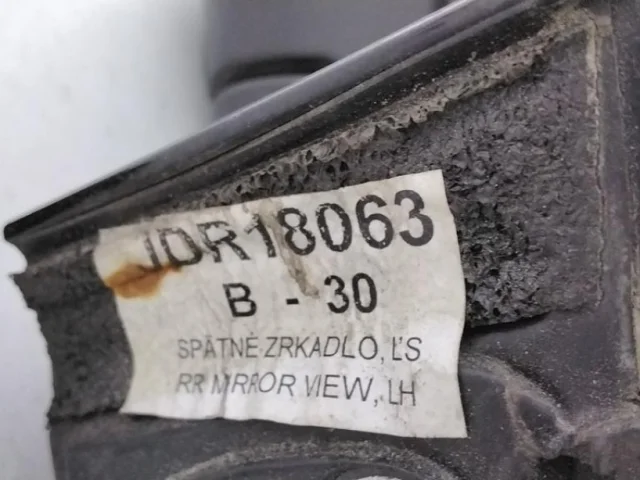 JDR18063
B - 30
SPÄTNÉ ZRKADLO, ĽS
RR MIRROR VIEW, LH